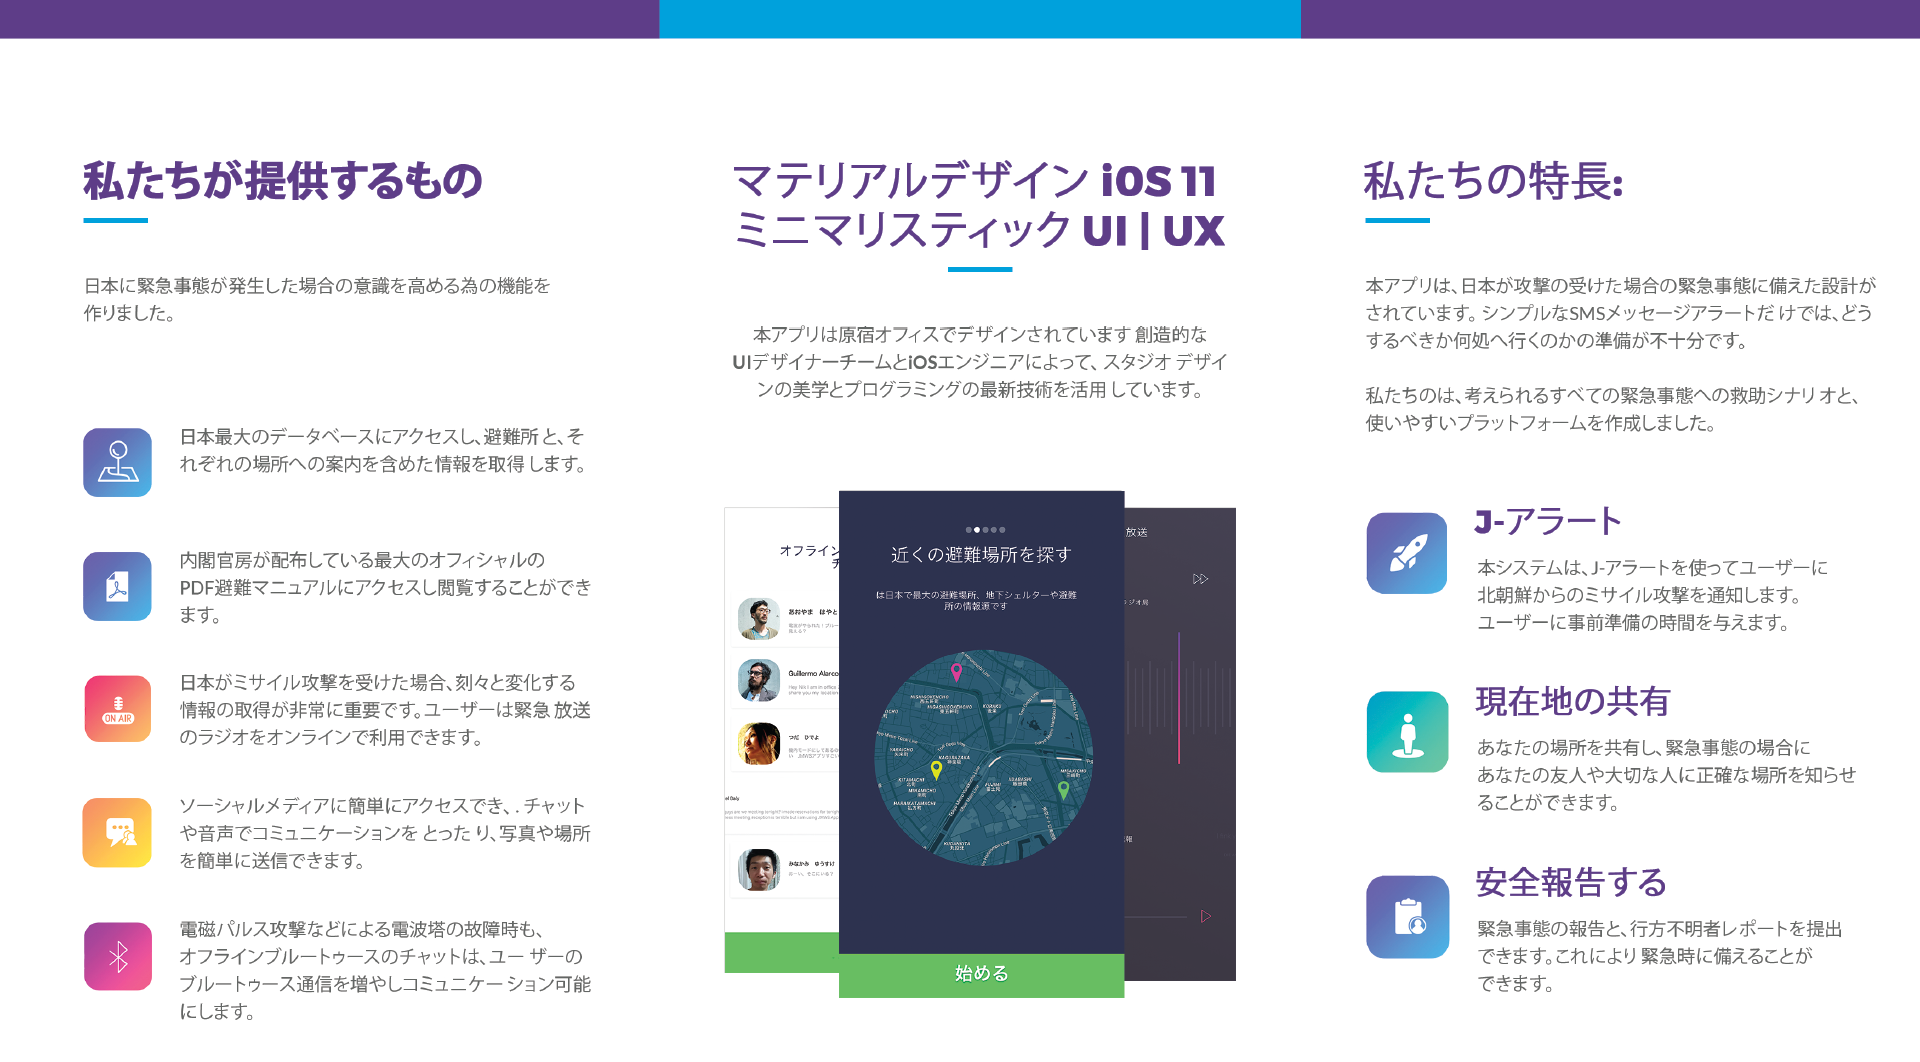 私たちが提供するもの
日本に緊急事態が発生した場合の意識を高める為の機能を
作りました。
日本最大のデータベースにアクセスし、避難所と、そ
れぞれの場所への案内を含めた情報を取得します。
内閣官房が配布している最大のオフィシャルの
PDF避難マニュアルにアクセスし閲覧することができ
ます。
日本がミサイル攻撃を受けた場合、刻々と変化する
情報の取得が非常に重要です。ユーザーは緊急 放送
のラジオをオンラインで利用できます。
ON AIR
ソーシャルメディアに簡単にアクセスでき、. チャット
や音声でコミュニケーションを とったり、写真や場所
を簡単に送信できます。
電磁パルス攻撃などによる電波塔の故障時も、
オフラインブルートゥースのチャットは、ユー ザーの
ブルートゥース通信を増やしコミュニケーション可能
にします。
マテリアルデザイン iOS 11
ミニマリスティック UI | UX
本アプリは原宿オフィスでデザインされています 創造的な
UIデザイナーチームとiOSエンジニアによって、スタジオ デザイ
ンの美学とプログラミングの最新技術を活用 しています。
オフライン
あおやま はやと
Guillermo Alarco
つだ ひでよ
みなかみ ゆうすけ
おーい。そこにいる?
近くの避難場所を探す
は日本で最大の避難場所、地下シェルターや避難
所の情報源です
始める
放送
ラジオ局
私たちの特長:
本アプリは、日本が攻撃の受けた場合の緊急事態に備えた設計が
されています。シンプルなSMSメッセージアラートだけでは、どう
するべきか何処へ行くのかの準備が不十分です。
私たちのは、考えられるすべての緊急事態への救助シナリオと、
使いやすいプラットフォームを作成しました。
J-アラート
本システムは、J-アラートを使ってユーザーに
北朝鮮からのミサイル攻撃を通知します。
ユーザーに事前準備の時間を与えます。
現在地の共有
あなたの場所を共有し、緊急事態の場合に
あなたの友人や大切な人に正確な場所を知らせ
ることができます。
安全報告する
緊急事態の報告と、行方不明者レポートを提出
できます。これにより 緊急時に備えることが
できます。